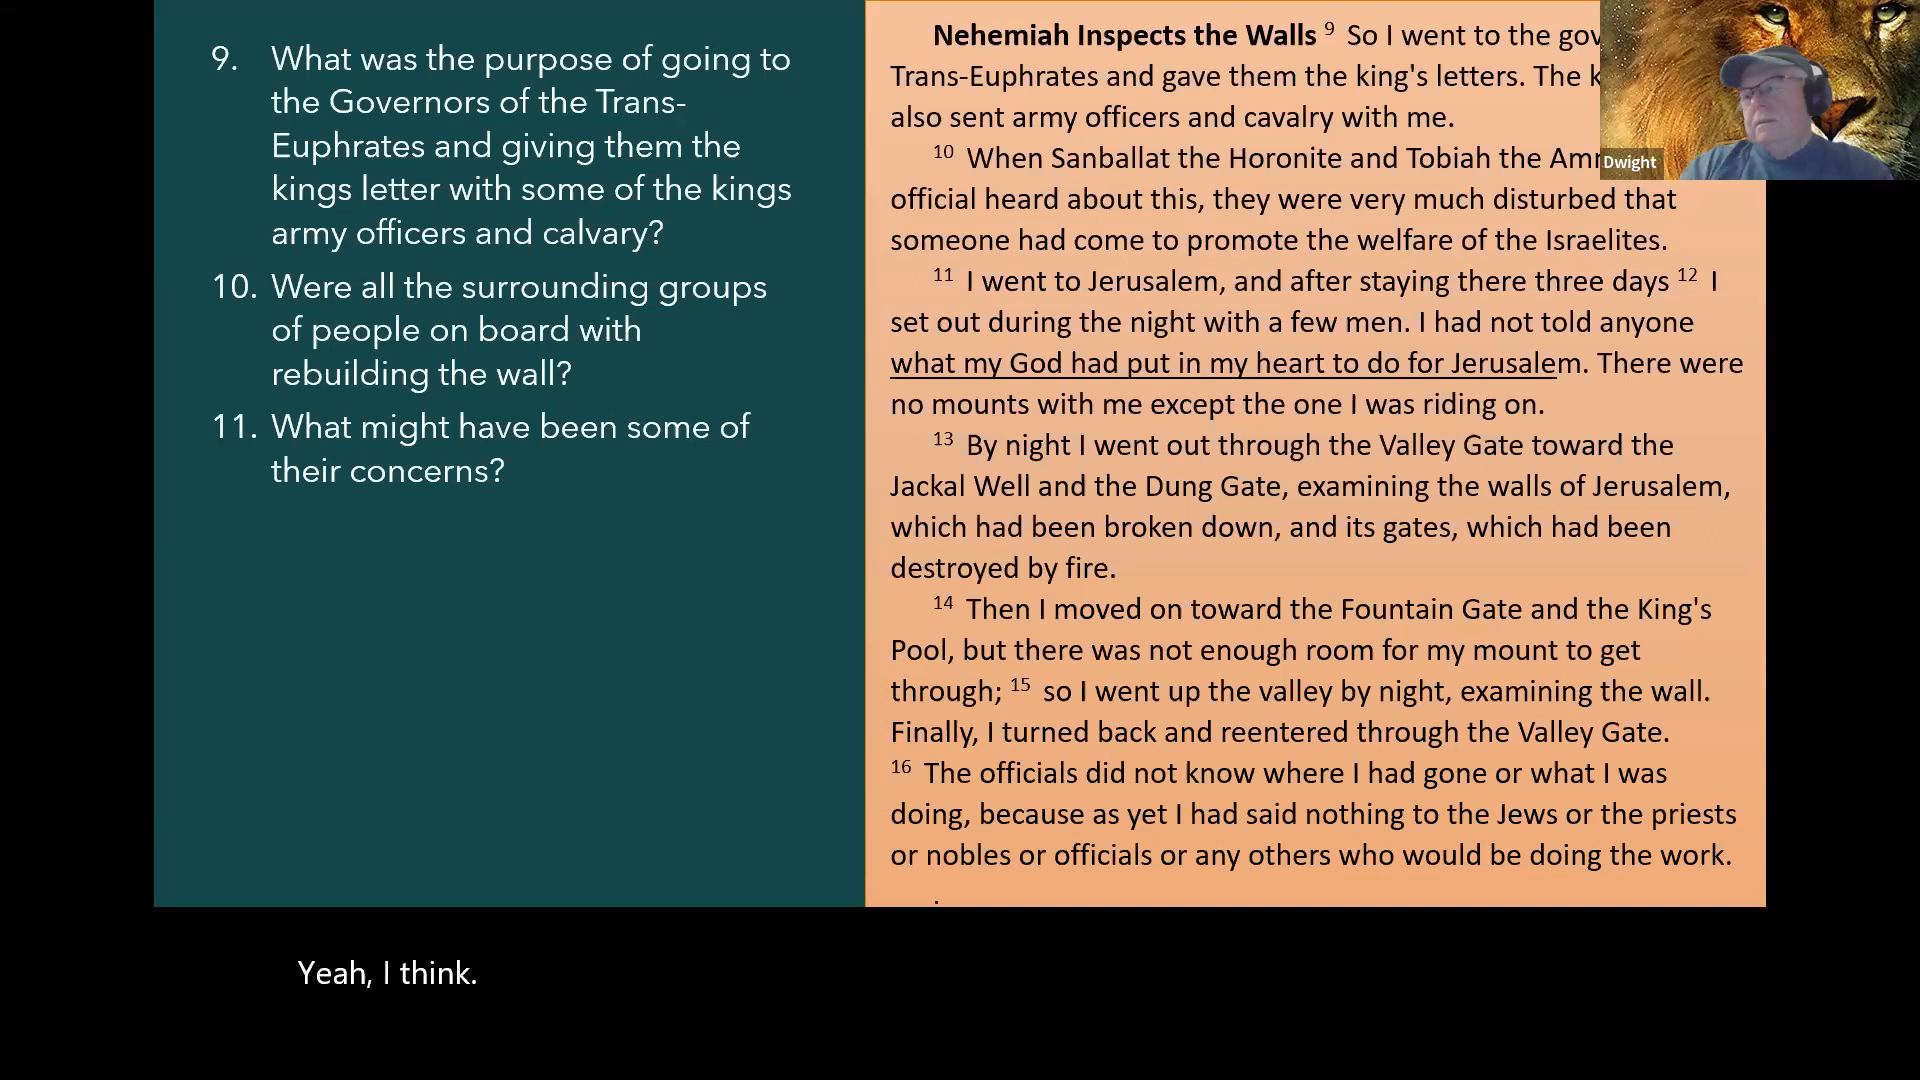 9. What was the purpose of going to
the Governors of the Trans-
Euphrates and giving them the
kings letter with some of the kings
army officers and calvary?
10. Were all the surrounding groups
of people on board with
rebuilding the wall?
11. What might have been some of
their concerns?
Nehemiah Inspects the Walls 9 So I went to the
Trans-Euphrates and gave them the king's letters. The
also sent army officers and cavalry with me.
10 When Sanballat the Horonite and Tobiah the
official heard about this, they were very much disturbed that
someone had come to promote the welfare of the Israelites.
11 I went to Jerusalem, and after staying there three days 12 I
set out during the night with a few men. I had not told anyone
what my God had put in my heart to do for Jerusalem. There were
no mounts with me except the one I was riding on.
13 By night I went out through the Valley Gate toward the
Jackal Well and the Dung Gate, examining the walls of Jerusalem,
which had been broken down, and its gates, which had been
destroyed by fire.
14 Then I moved on toward the Fountain Gate and the King's
Pool, but there was not enough room for my mount to get
through; 15 so I went up the valley by night, examining the wall.
Finally, I turned back and reentered through the Valley Gate.
16 The officials did not know where I had gone or what I was
doing, because as yet I had said nothing to the Jews or the priests
or nobles or officials or any others who would be doing the work.
.
Dwight
Yeah, I think.